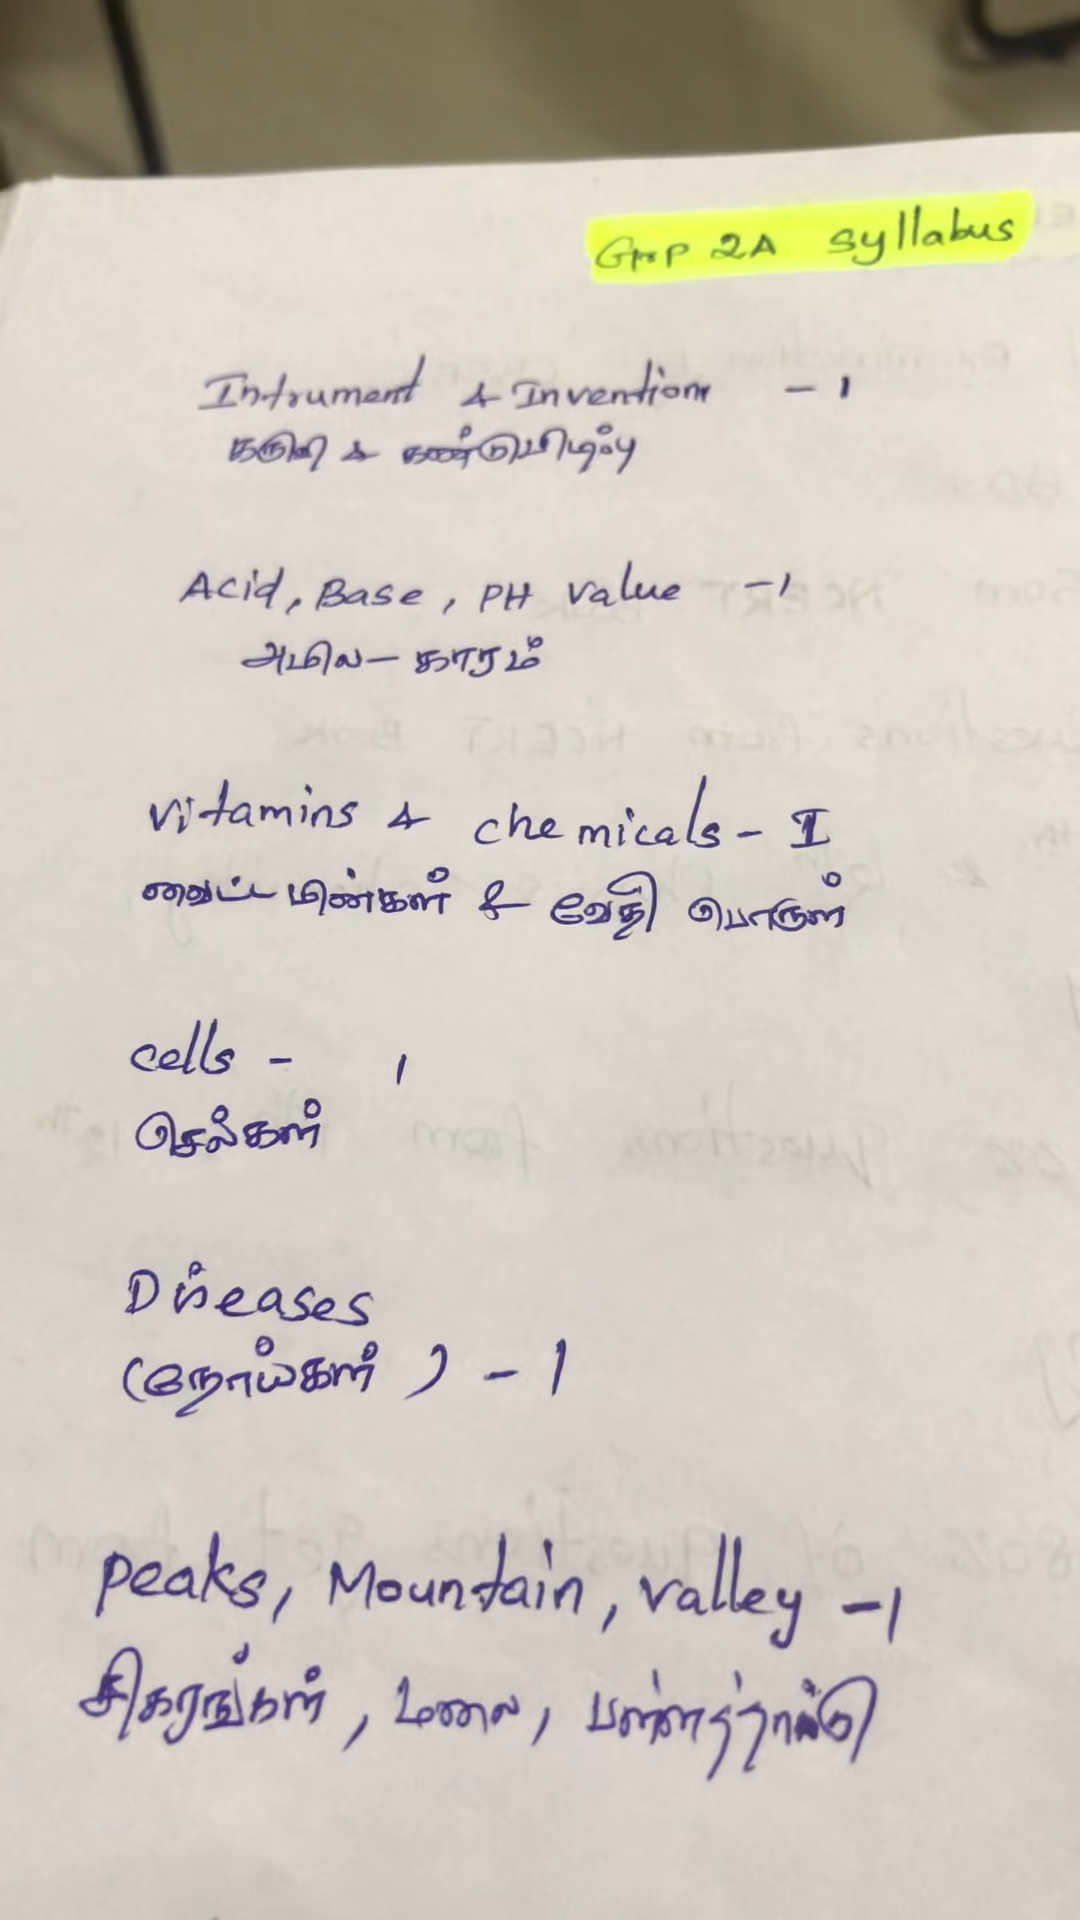 Grp 2A syllabus
Intrument & Inventions - 1
கருவி & கண்டுபிடிப்பு
Acid, Base, PH value - 1
அமில - காரம்
Vitamins & chemicals - I
வைட்டமின்கள் & வேதி பொருள்
cells - 1
செல்கள்
Diseases
(நோய்கள் ) - 1
Peaks, Mountain, valley - 1
சிகரங்கள், மலை, பள்ளத்தாக்கு